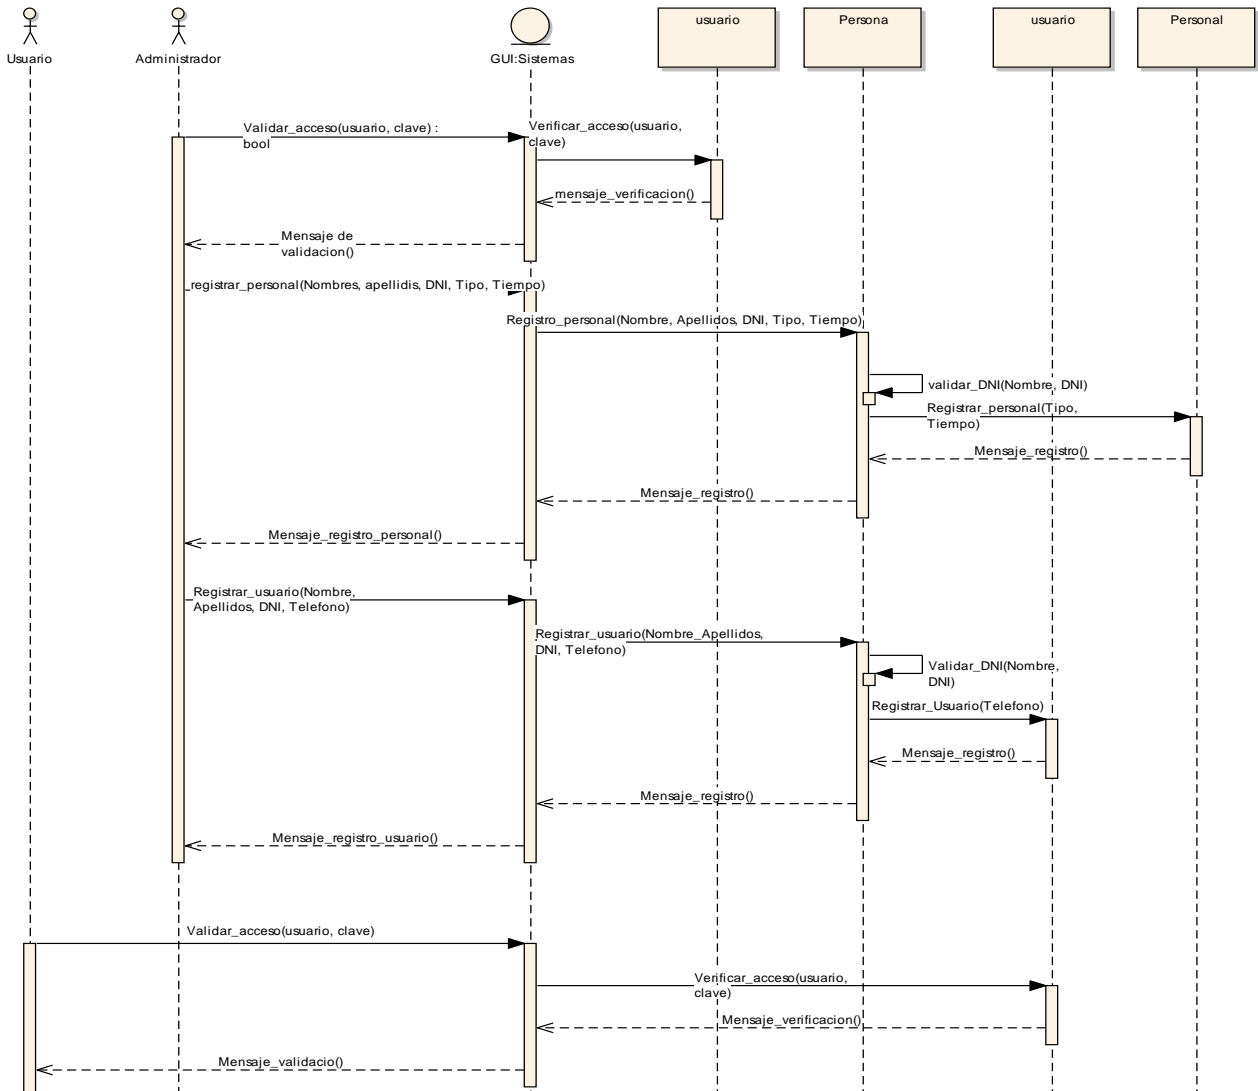 usuario
Persona
usuario
Personal
Usuario
Administrador
GUI:Sistemas
Validar_acceso(usuario, clave) :
bool
Verificar_acceso(usuario,
clave)
mensaje_verificacion()
Mensaje de
validacion()
registrar_personal(Nombres, apellidis, DNI, Tipo, Tiempo)
Registro_personal(Nombre, Apellidos, DNI, Tipo, Tiempo)
validar_DNI(Nombre, DNI)
Registrar_personal(Tipo,
Tiempo)
Mensaje_registro()
Mensaje_registro()
Mensaje_registro_personal()
Registrar_usuario(Nombre,
Apellidos, DNI, Telefono)
Registrar_usuario(Nombre_Apellidos,
DNI, Telefono)
Validar_DNI(Nombre,
DNI)
Registrar_Usuario(Telefono)
Mensaje_registro()
Mensaje_registro()
Mensaje_registro_usuario()
Validar_acceso(usuario, clave)
Verificar_acceso(usuario,
clave)
Mensaje_verificacion()
Mensaje_validacio()